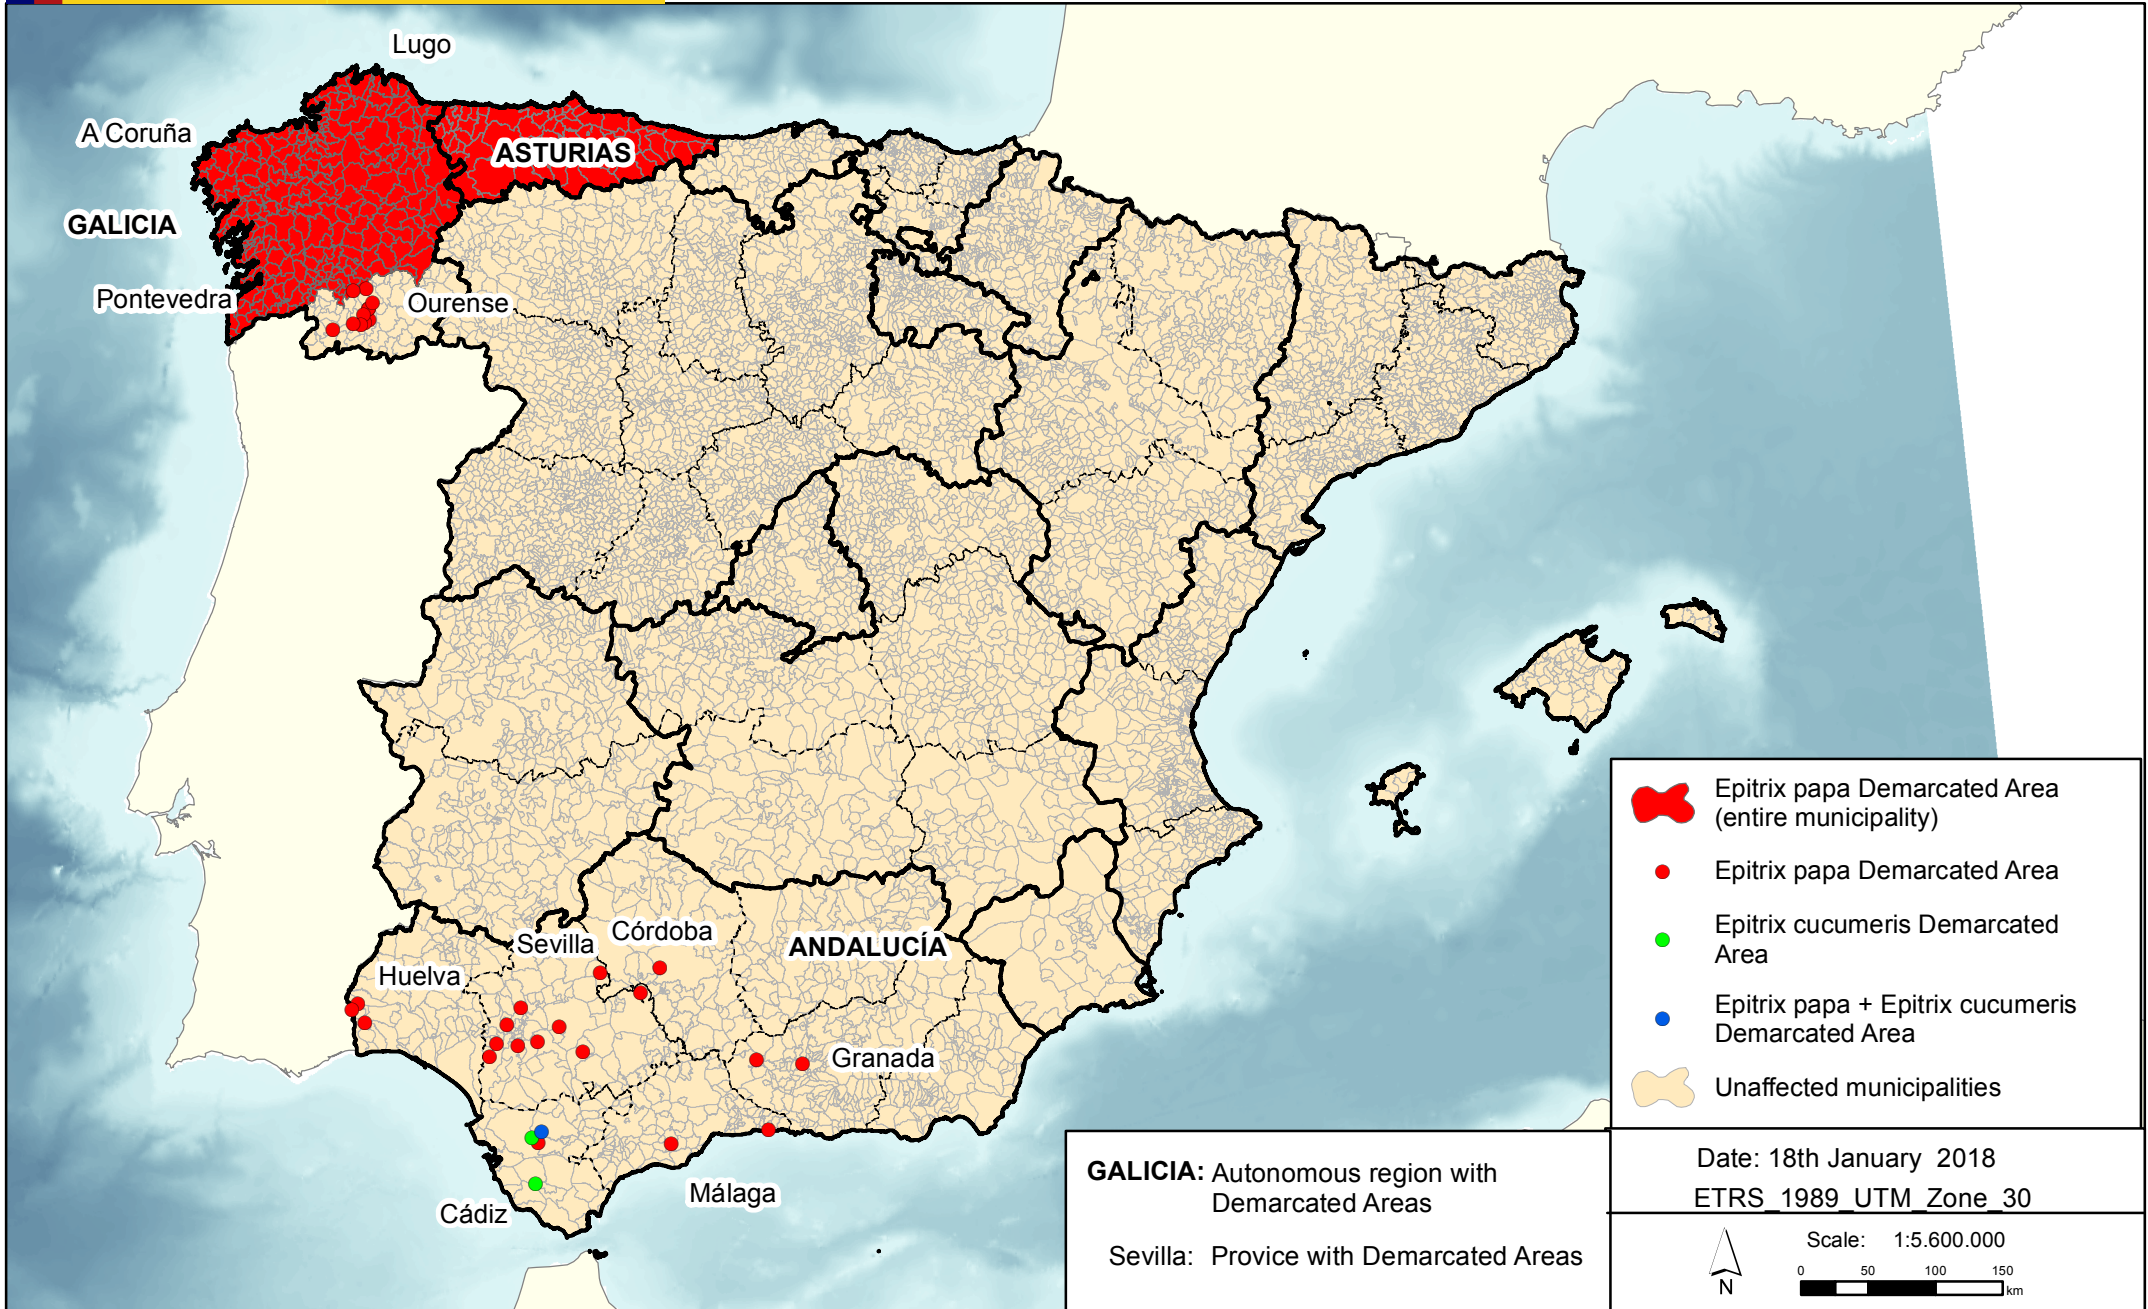 Lugo
A Coruña
ASTURIAS
GALICIA
Pontevedra
Ourense
Córdoba
Sevilla
ANDALUCÍA
Huelva
Granada
Málaga
Cádiz
Epitrix papa Demarcated Area
(entire municipality)
Epitrix papa Demarcated Area
Epitrix cucumeris Demarcated
Area
Epitrix papa + Epitrix cucumeris
Demarcated Area
Unaffected municipalities
GALICIA: Autonomous region with
Demarcated Areas
Sevilla: Provice with Demarcated Areas
Date: 18th January 2018
ETRS_1989_UTM_Zone_30
N
Scale: 1:5.600.000
0 50 100 150
km